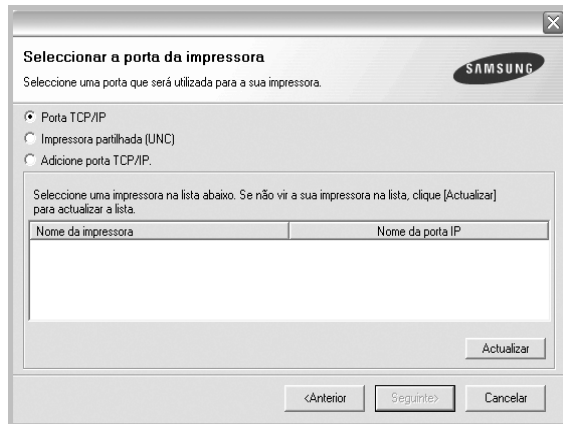 Seleccionar a porta da impressora
Seleccione uma porta que será utilizada para a sua impressora.
SAMSUNG
Porta TCP/IP
Impressora partilhada (UNC)
Adicione porta TCP/IP.
Seleccione uma impressora na lista abaixo. Se não vir a sua impressora na lista, clique [Actualizar]
para actualizar a lista.
Nome da impressora Nome da porta IP
Actualizar
<Anterior Seguinte> Cancelar